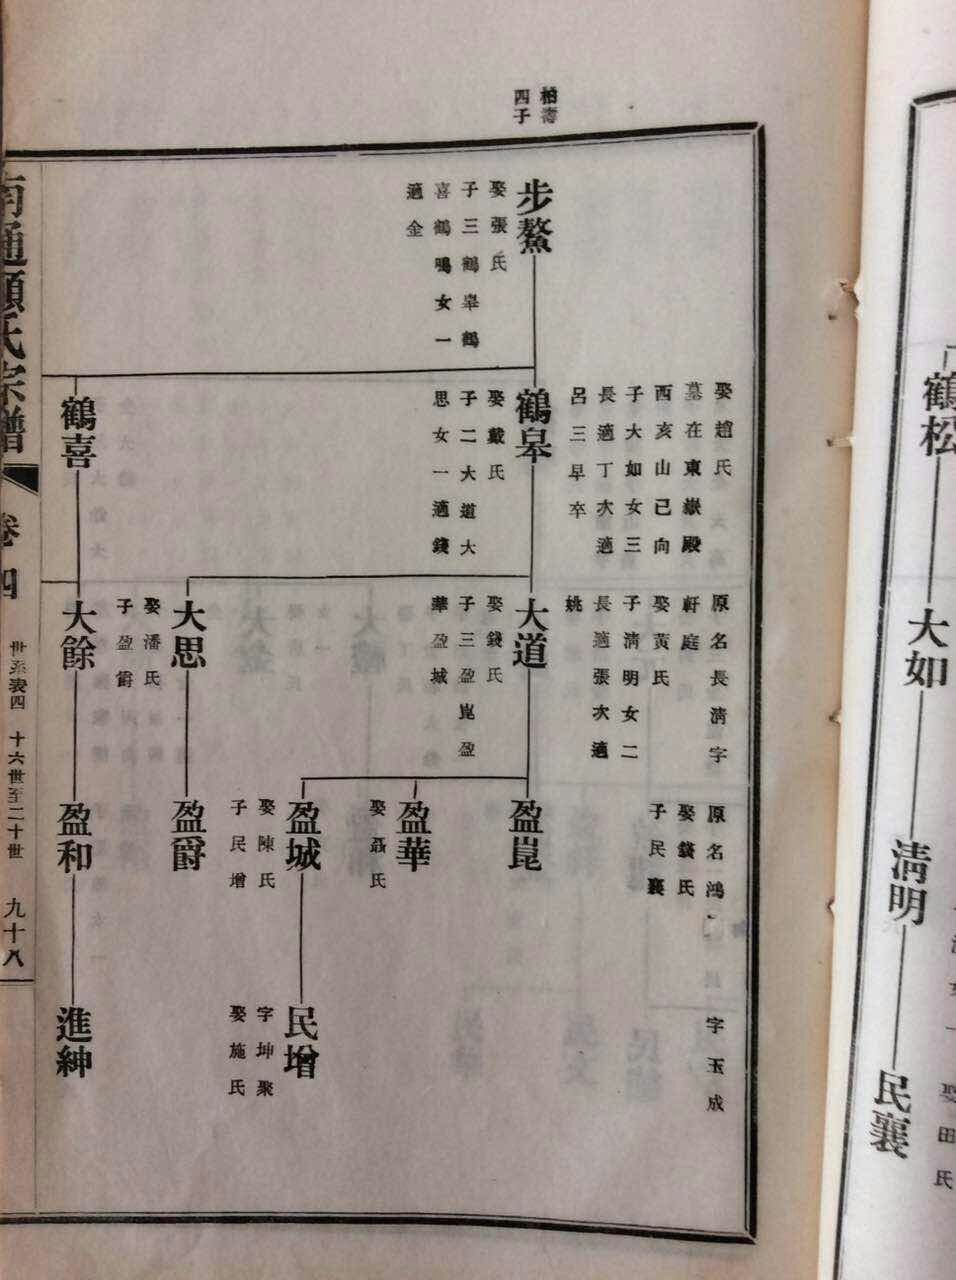 鶴松
大如
清明
民襄
娶田氏
柏壽
四子
步鰲
娶張氏
子三鶴皋鶴
喜鶴鳴女一
適金
娶趙氏
墓在東嶽殿
西亥山己向
子大如女三
長適丁次適
呂三早卒
鶴皋
娶戴氏
子二大道大
思女一適錢
鶴喜
原名長清字
軒庭
娶黃氏
子清明女二
長適張次適
姚
大道
娶錢氏
子三盈崑盈
華盈城
大思
娶潘氏
子盈爵
大餘
原名鴻
娶錢氏
子民襄
盈崑
盈華
娶聶氏
盈城
娶陳氏
子民增
盈爵
盈和
字玉成
民增
字坤聚
娶施氏
進紳
南通顧氏宗譜
卷四
世系表四 十六世至二十世
九十八